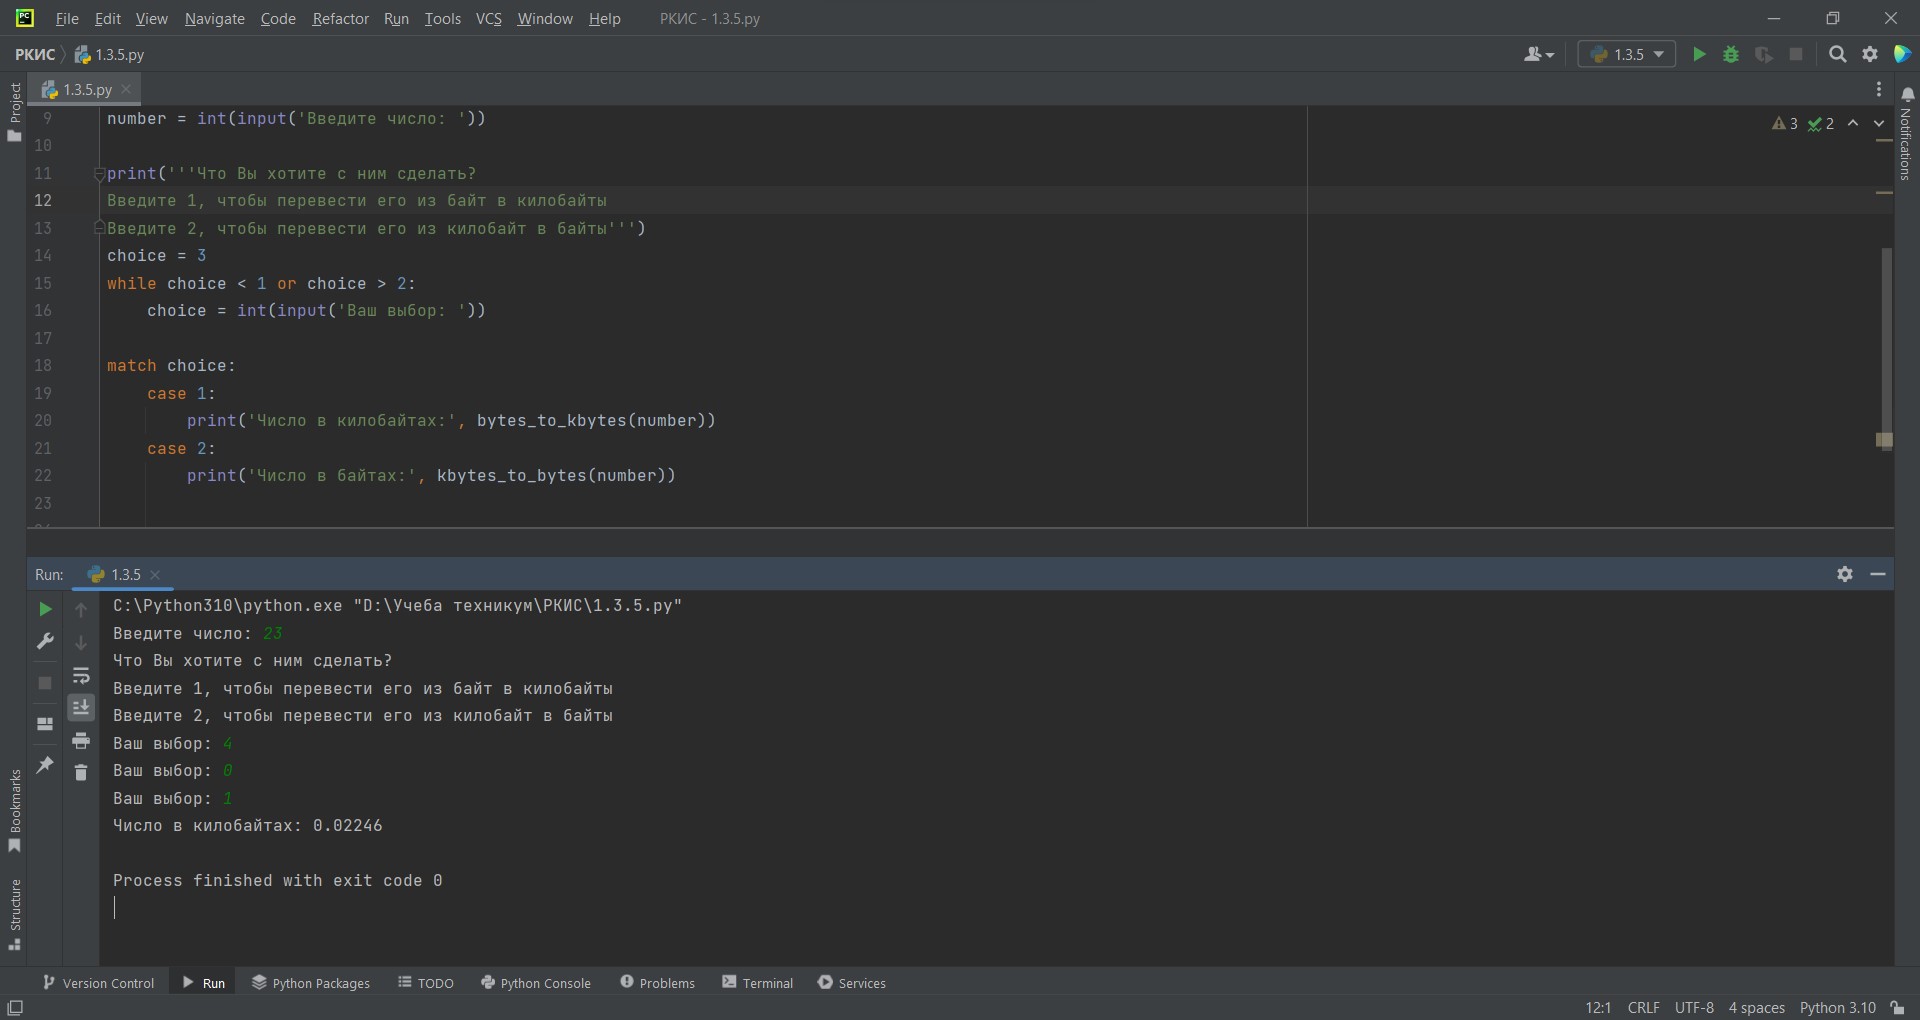 File Edit View Navigate Code Refactor Run Tools VCS Window Help РКИС - 1.3.5.py
РКИС 1.3.5.py
1.3.5
Project
1.3.5.py
Notifications
3 2
9 number = int(input('Введите число: '))
10
11 print('''Что Вы хотите с ним сделать?
12 Введите 1, чтобы перевести его из байт в килобайты
13 Введите 2, чтобы перевести его из килобайт в байты''')
14 choice = 3
15 while choice < 1 or choice > 2:
16 choice = int(input('Ваш выбор: '))
17
18 match choice:
19 case 1:
20 print('Число в килобайтах:', bytes_to_kbytes(number))
21 case 2:
22 print('Число в байтах:', kbytes_to_bytes(number))
23
Run: 1.3.5
C:\Python310\python.exe "D:\Учеба техникум\РКИС\1.3.5.py"
Введите число: 23
Что Вы хотите с ним сделать?
Введите 1, чтобы перевести его из байт в килобайты
Введите 2, чтобы перевести его из килобайт в байты
Ваш выбор: 4
Ваш выбор: 0
Ваш выбор: 1
Число в килобайтах: 0.02246
Process finished with exit code 0
Bookmarks
Structure
Version Control Run Python Packages TODO Python Console Problems Terminal Services
12:1 CRLF UTF-8 4 spaces Python 3.10